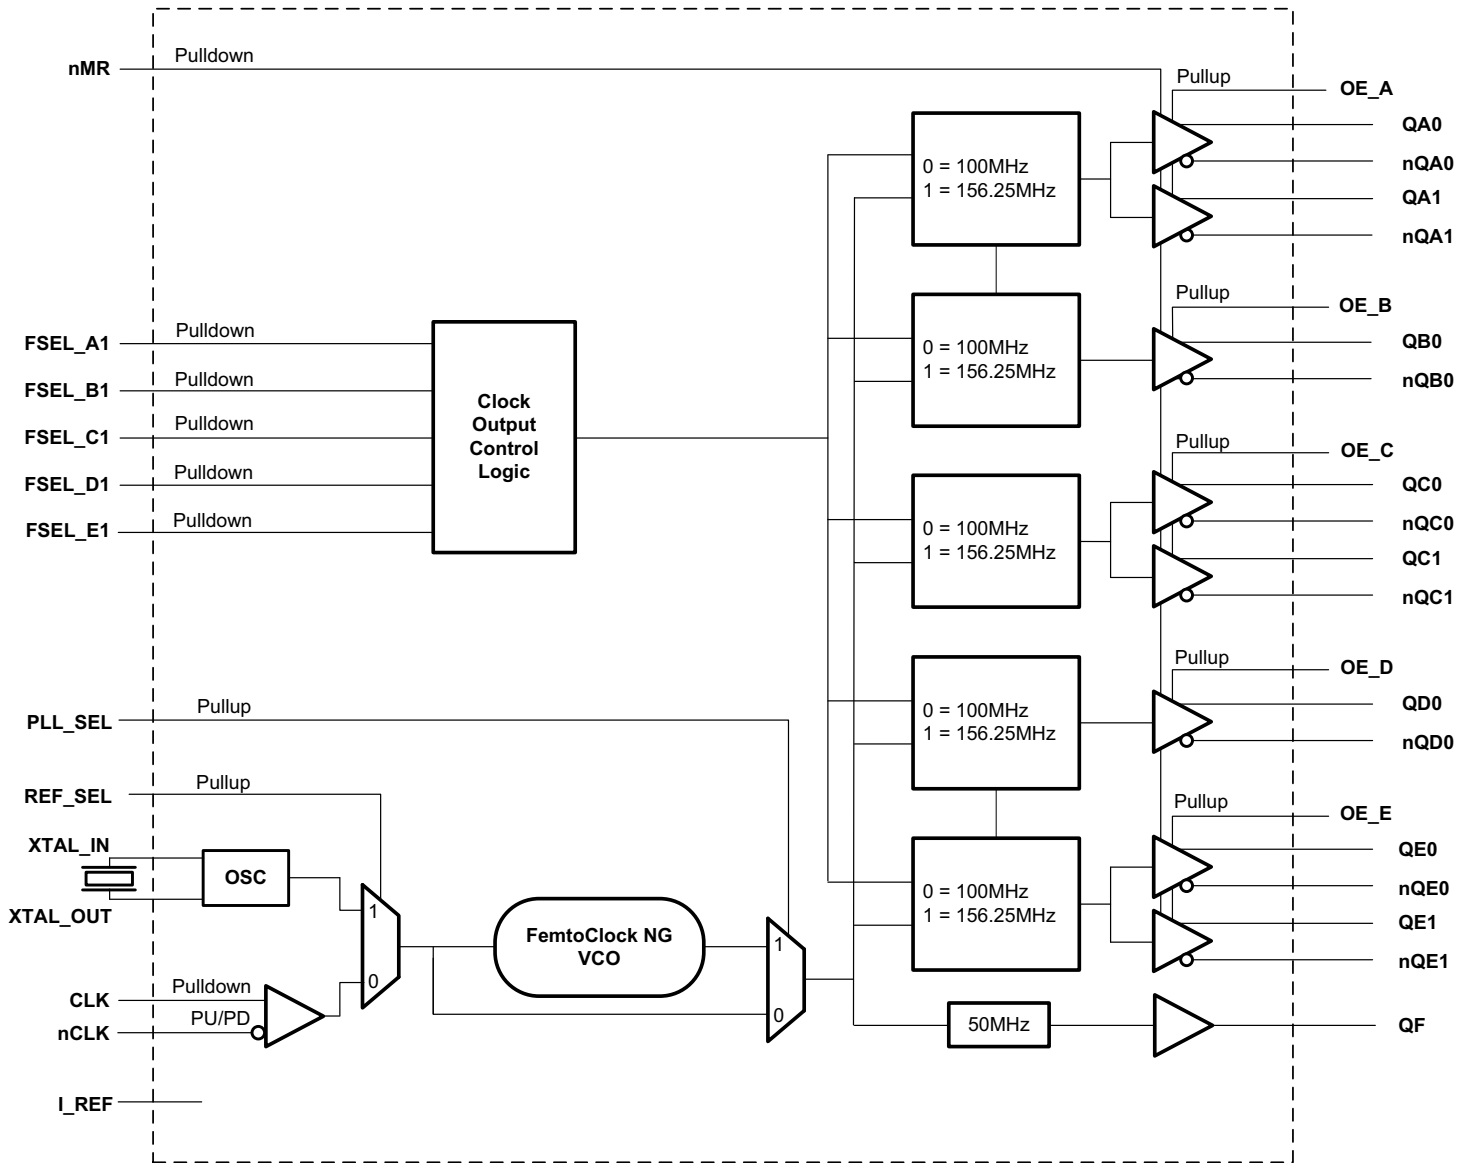 nMR
Pulldown
Pullup
OE_A
QA0
0 = 100MHz
1 = 156.25MHz
nQA0
QA1
nQA1
Pullup
OE_B
QB0
0 = 100MHz
1 = 156.25MHz
nQB0
FSEL_A1
Pulldown
FSEL_B1
Pulldown
FSEL_C1
Pulldown
FSEL_D1
Pulldown
FSEL_E1
Pulldown
Clock
Output
Control
Logic
Pullup
OE_C
QC0
0 = 100MHz
1 = 156.25MHz
nQC0
QC1
nQC1
Pullup
OE_D
QD0
0 = 100MHz
1 = 156.25MHz
nQD0
PLL_SEL
Pullup
REF_SEL
Pullup
XTAL_IN
OSC
XTAL_OUT
1
0
FemtoClock NG
VCO
1
0
CLK
Pulldown
nCLK
PU/PD
I_REF
Pullup
OE_E
QE0
0 = 100MHz
1 = 156.25MHz
nQE0
QE1
nQE1
50MHz
QF